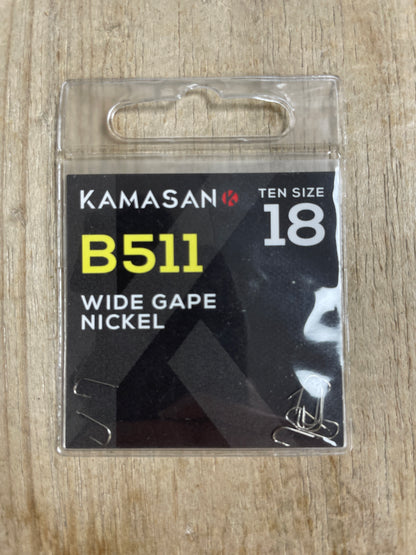 KAMASAN
TEN SIZE
18
B511
WIDE GAPE
NICKEL